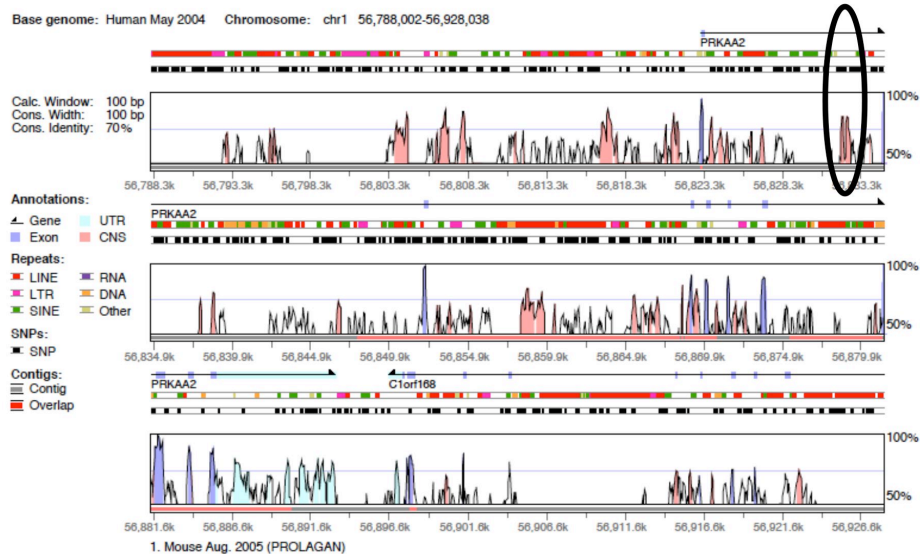 Base genome: Human May 2004 Chromosome: chr1 56,788,002-56,928,038
PRKAA2
Calc. Window: 100 bp
Cons. Width: 100 bp
Cons. Identity: 70%
100%
50%
56,788.3k 56,793.3k 56,798.3k 56,803.3k 56,808.3k 56,813.3k 56,818.3k 56,823.3k 56,828.3k 56,833.3k
Annotations:
Gene UTR
Exon CNS
Repeats:
LINE RNA
LTR DNA
SINE Other
SNPs:
SNP
Contigs:
Contig
Overlap
PRKAA2
100%
50%
56,834.9k 56,839.9k 56,844.9k 56,849.9k 56,854.9k 56,859.9k 56,864.9k 56,869.9k 56,874.9k 56,879.9k
PRKAA2 C1orf168
100%
50%
56,881.6k 56,886.6k 56,891.6k 56,896.6k 56,901.6k 56,906.6k 56,911.6k 56,916.6k 56,921.6k 56,926.6k
1. Mouse Aug. 2005 (PROLAGAN)